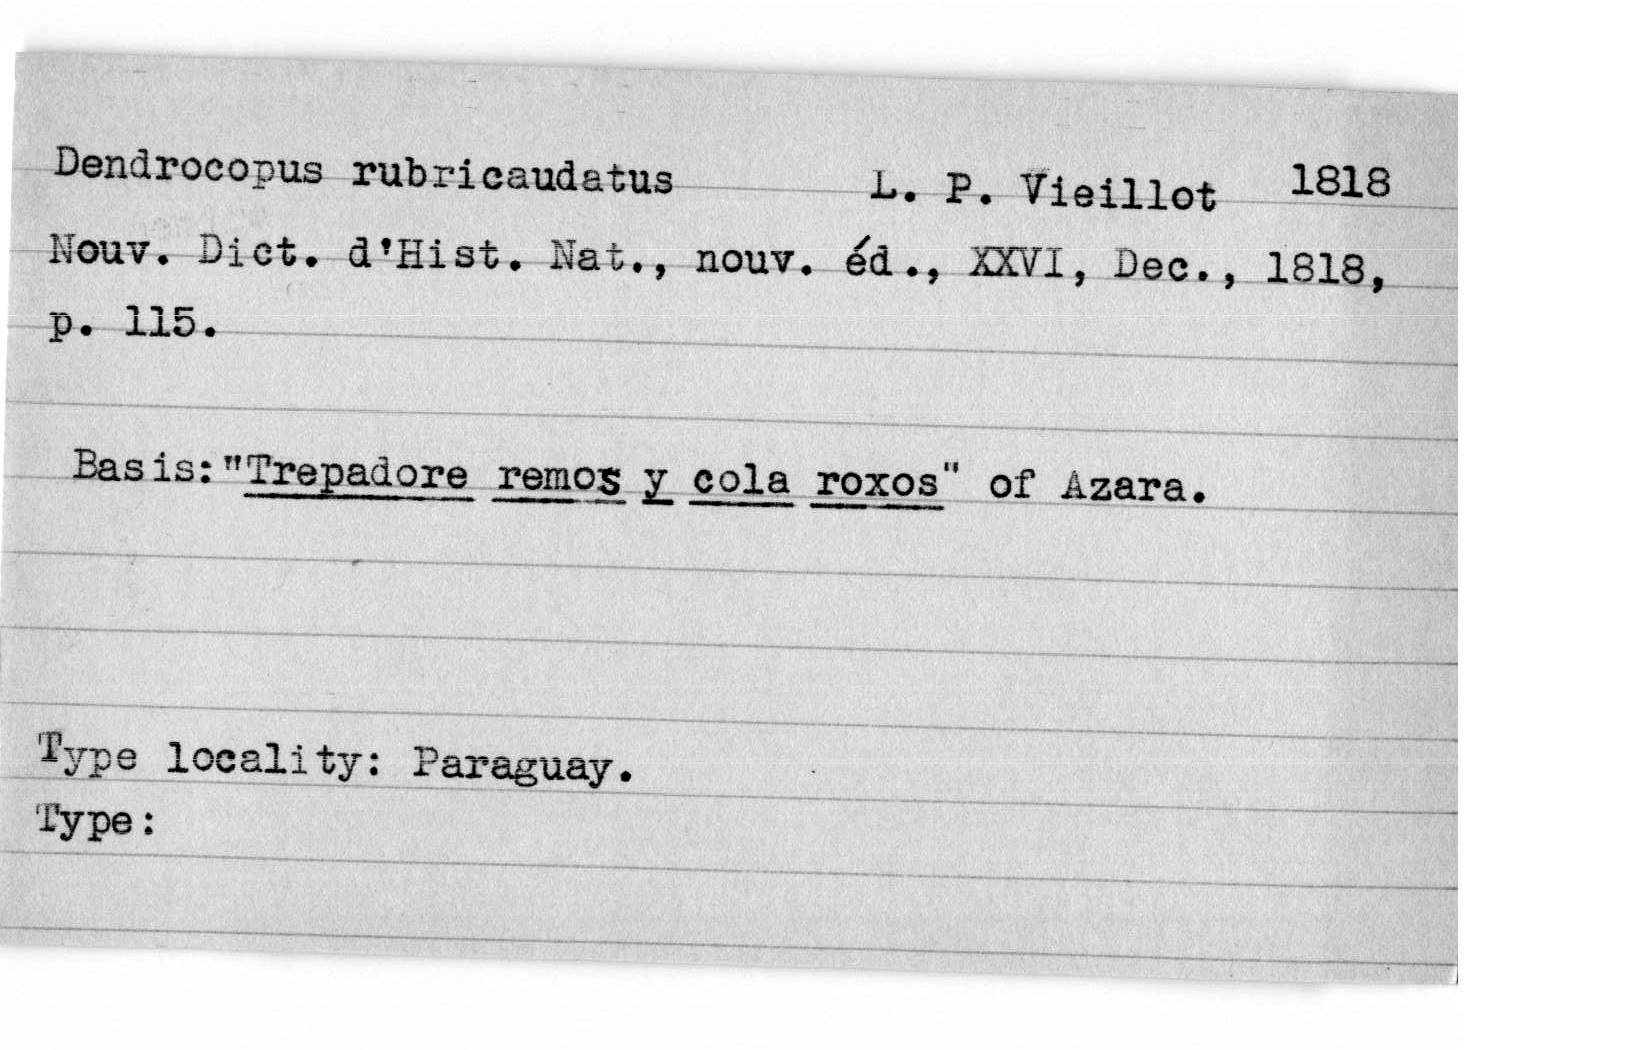 Dendrocopus rubricaudatus L. P. Vieillot 1818
Nouv. Dict. d'Hist. Nat., nouv. éd., XXVI, Dec., 1818,
p. 115.
Basis:"Trepadore remos y cola roxos" of Azara.
Type locality: Paraguay.
Type: